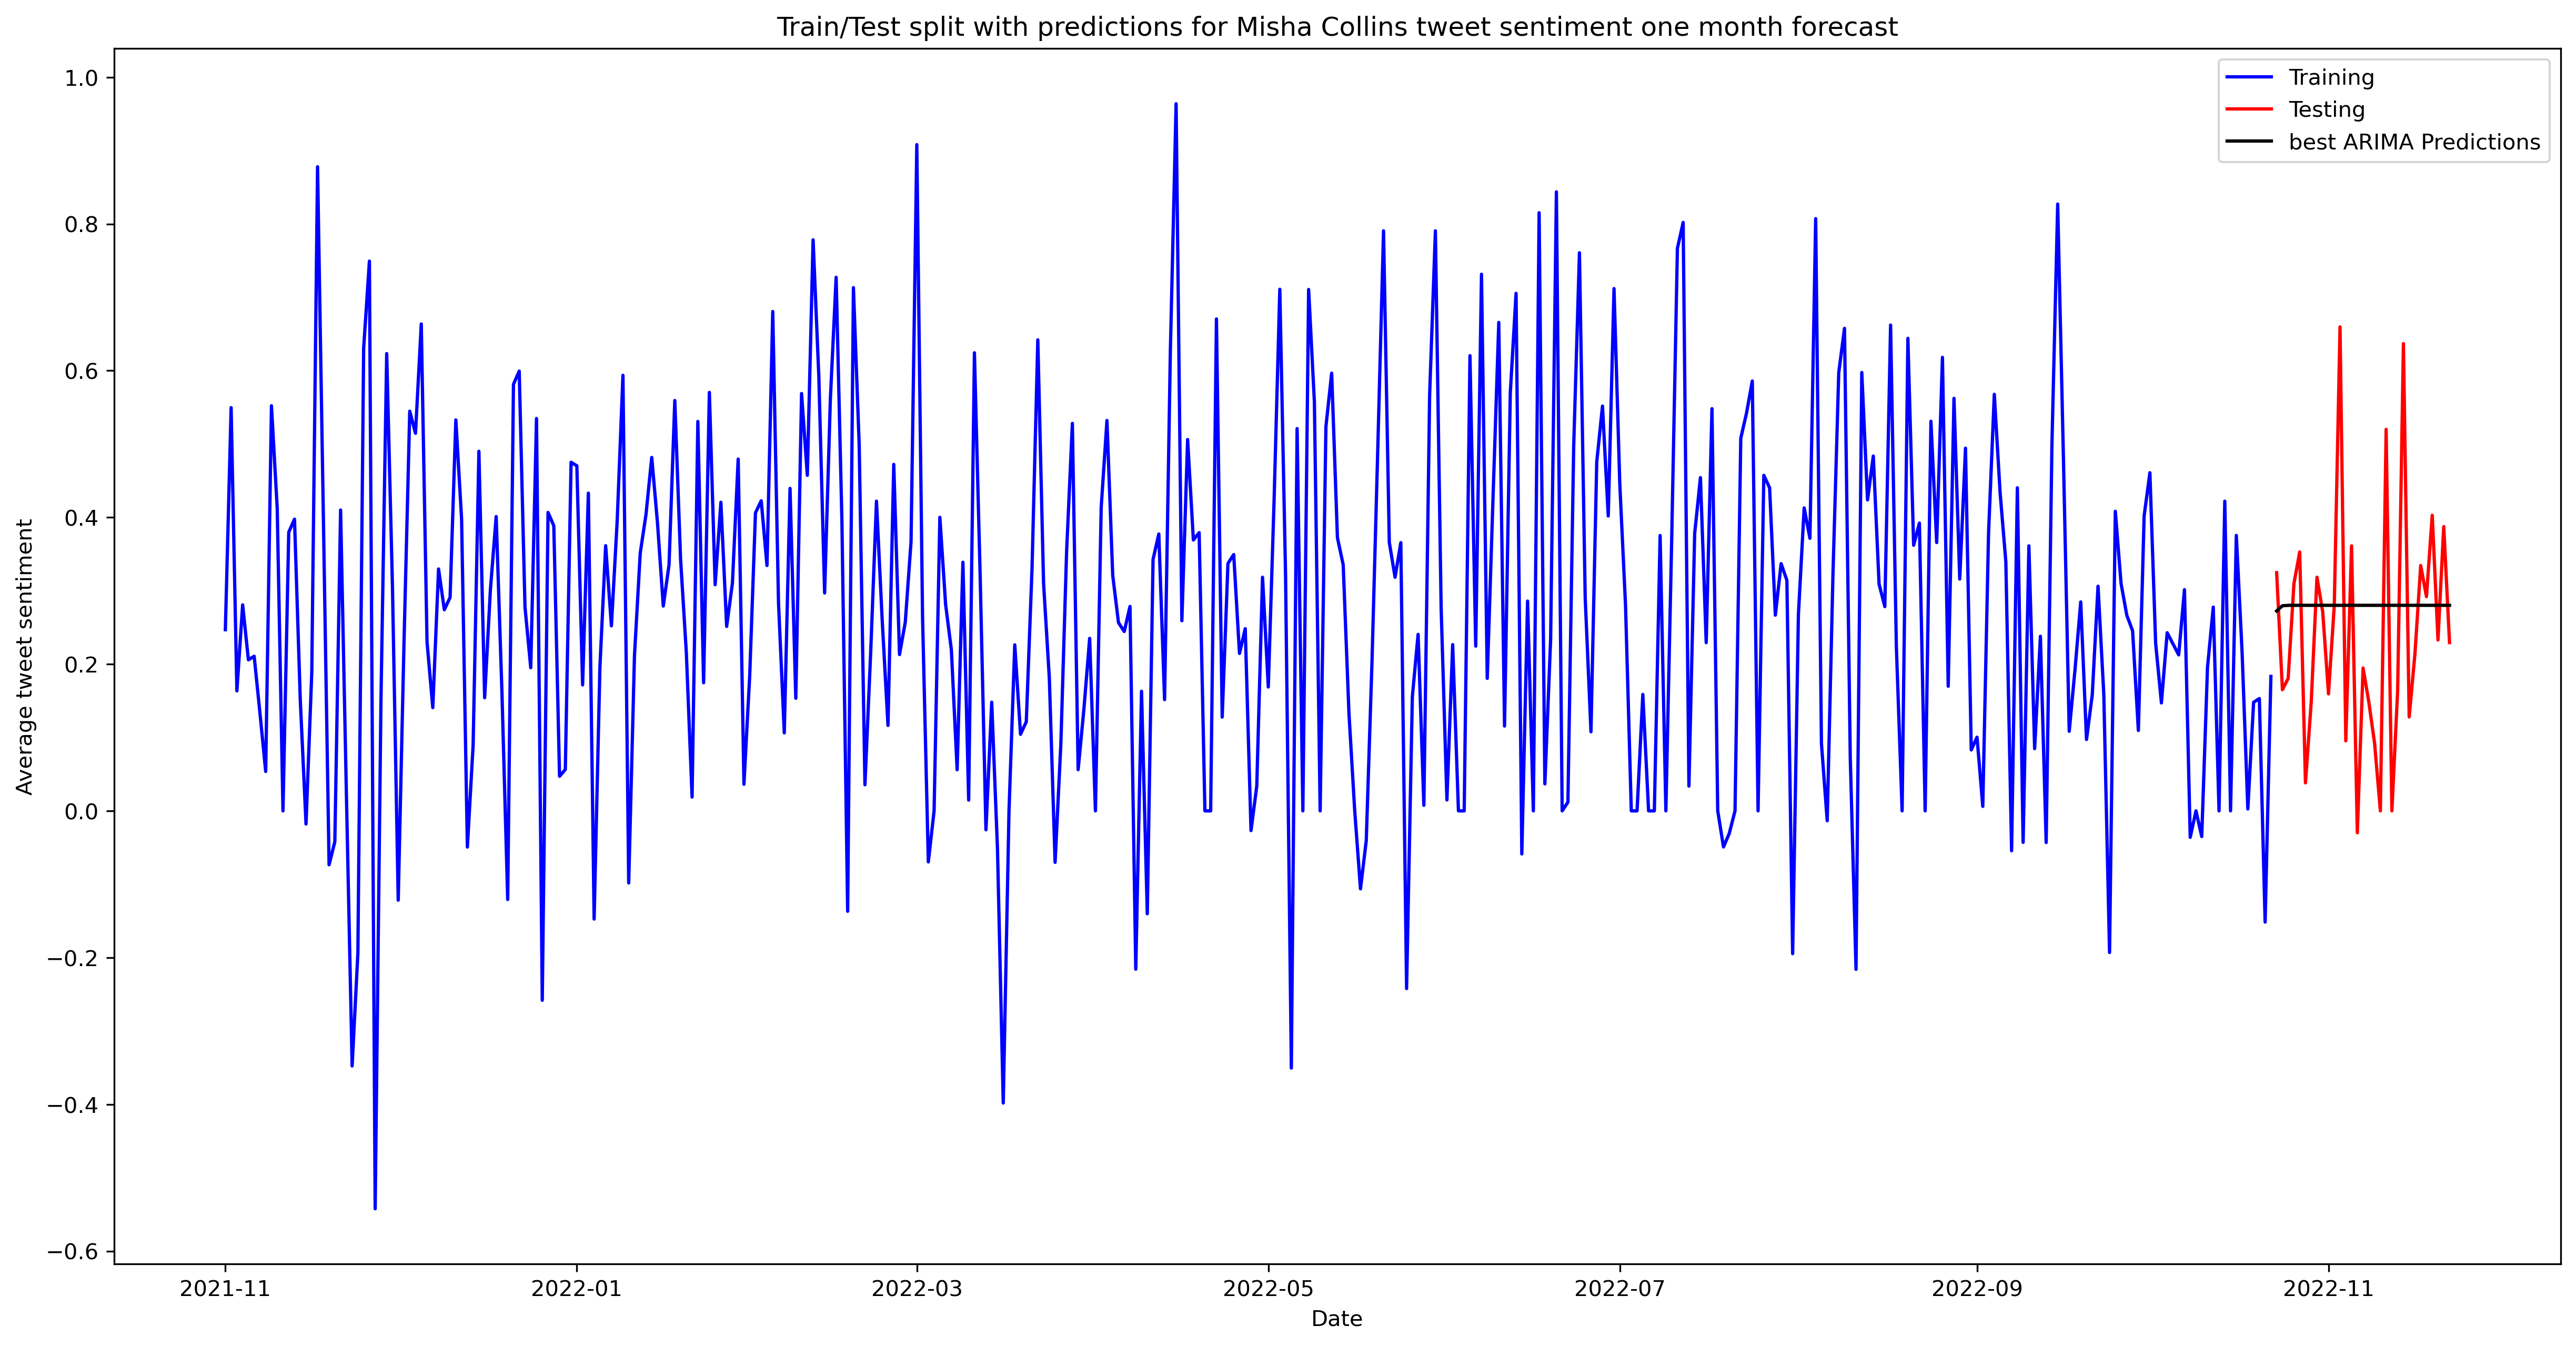 Train/Test split with predictions for Misha Collins tweet sentiment one month forecast
Training
Testing
best ARIMA Predictions
Average tweet sentiment
1.0
0.8
0.6
0.4
0.2
0.0
−0.2
−0.4
−0.6
2021-11 2022-01 2022-03 2022-05 2022-07 2022-09 2022-11
Date